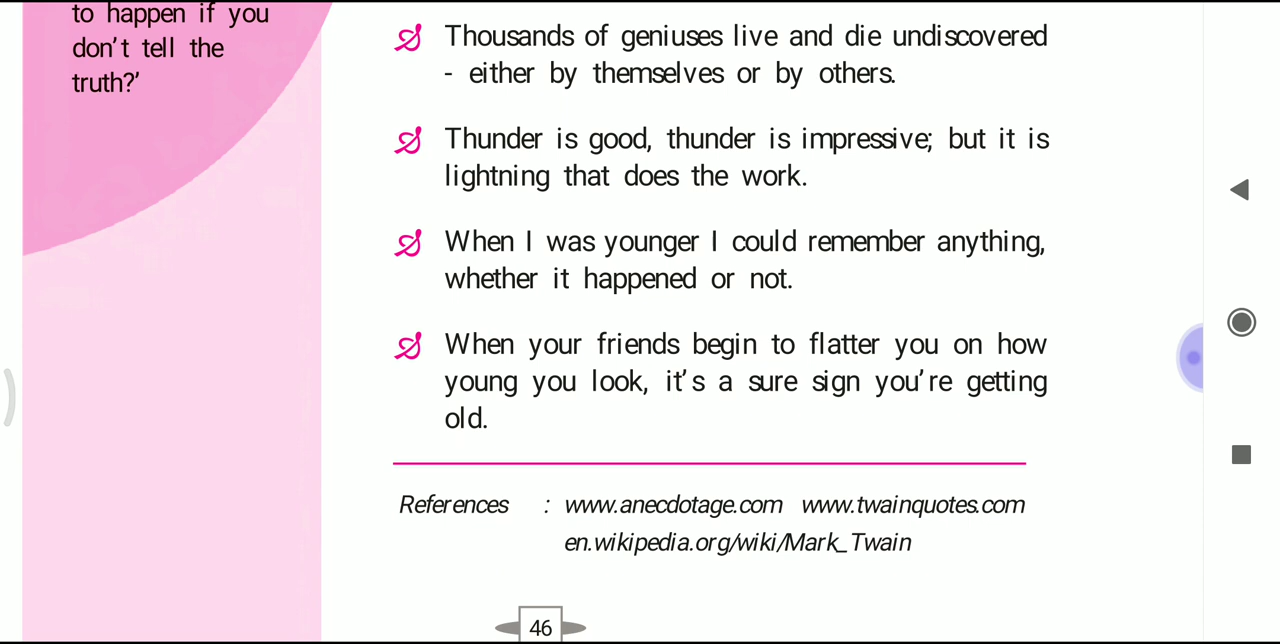 to happen if you
don't tell the
truth?'
Thousands of geniuses live and die undiscovered
- either by themselves or by others.
Thunder is good, thunder is impressive; but it is
lightning that does the work.
When I was younger I could remember anything,
whether it happened or not.
When your friends begin to flatter you on how
young you look, it's a sure sign you're getting
old.
References : www.anecdotage.com www.twainquotes.com
en.wikipedia.org/wiki/Mark_Twain
46